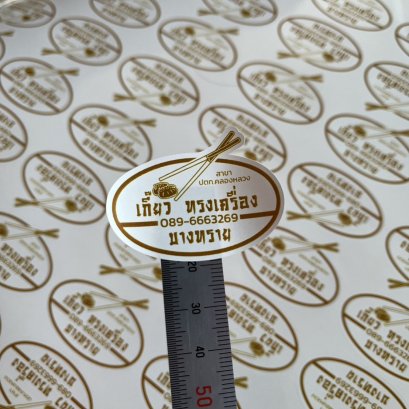 สาขา
ปตท.คลองหลวง
เกี๊ยว ทรงเครื่อง
089-6663269
บางทราย
20
30
40
50